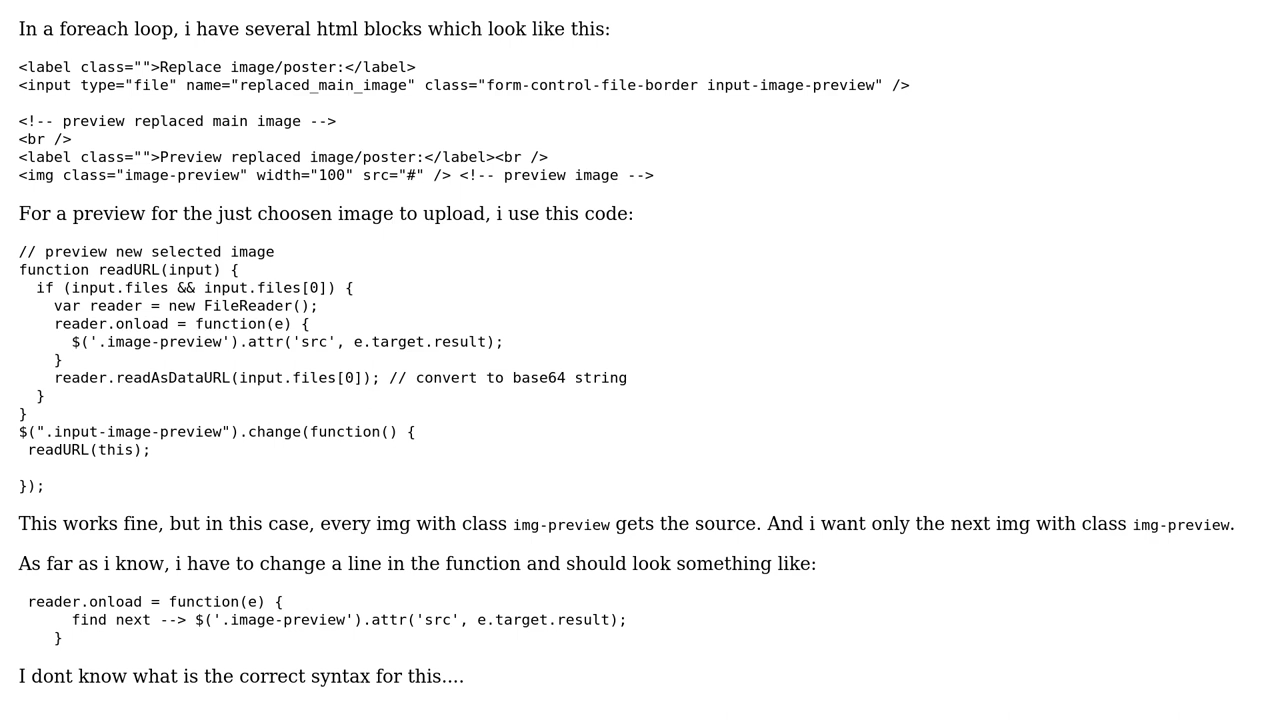 In a foreach loop, i have several html blocks which look like this:
<label class="">Replace image/poster:</label>
<input type="file" name="replaced_main_image" class="form-control-file-border input-image-preview" />
<!-- preview replaced main image -->
<br />
<label class="">Preview replaced image/poster:</label><br />
<img class="image-preview" width="100" src="#" /> <!-- preview image -->
For a preview for the just choosen image to upload, i use this code:
// preview new selected image
function readURL(input) {
  if (input.files && input.files[0]) {
    var reader = new FileReader();
    reader.onload = function(e) {
      $('.image-preview').attr('src', e.target.result);
    }
    reader.readAsDataURL(input.files[0]); // convert to base64 string
  }
}
$(".input-image-preview").change(function() {
 readURL(this);
});
This works fine, but in this case, every img with class img-preview gets the source. And i want only the next img with class img-preview.
As far as i know, i have to change a line in the function and should look something like:
 reader.onload = function(e) {
      find next --> $('.image-preview').attr('src', e.target.result);
    }
I dont know what is the correct syntax for this....